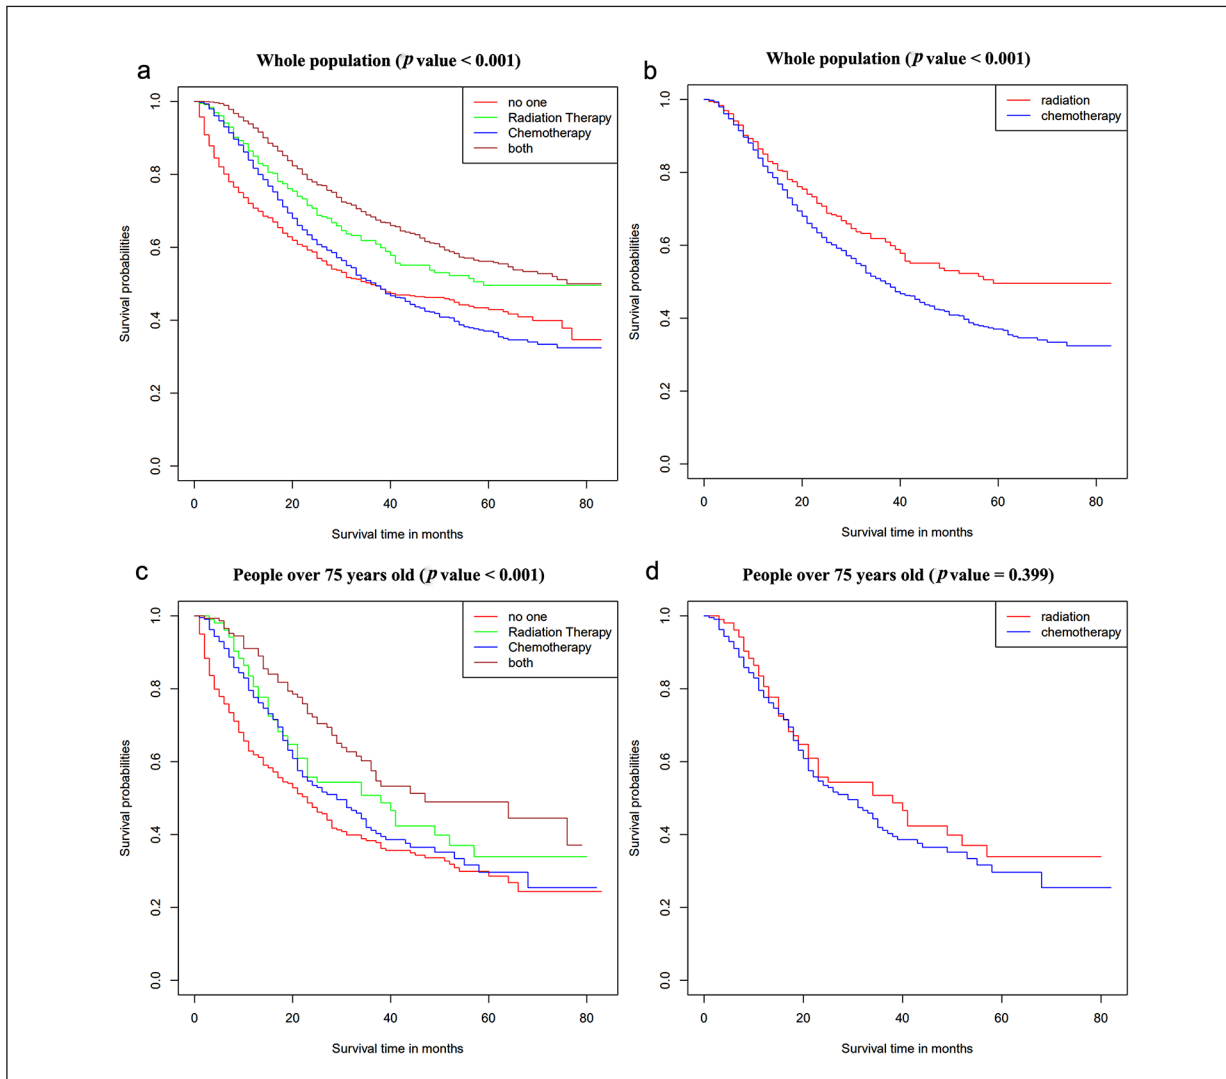 a
Whole population (p value < 0.001)
no one
Radiation Therapy
Chemotherapy
both
Survival probabilities
1.0
0.8
0.6
0.4
0.2
0.0
0 20 40 60 80
Survival time in months
b
Whole population (p value < 0.001)
radiation
chemotherapy
Survival probabilities
1.0
0.8
0.6
0.4
0.2
0.0
0 20 40 60 80
Survival time in months
c
People over 75 years old (p value < 0.001)
no one
Radiation Therapy
Chemotherapy
both
Survival probabilities
1.0
0.8
0.6
0.4
0.2
0.0
0 20 40 60 80
Survival time in months
d
People over 75 years old (p value = 0.399)
radiation
chemotherapy
Survival probabilities
1.0
0.8
0.6
0.4
0.2
0.0
0 20 40 60 80
Survival time in months